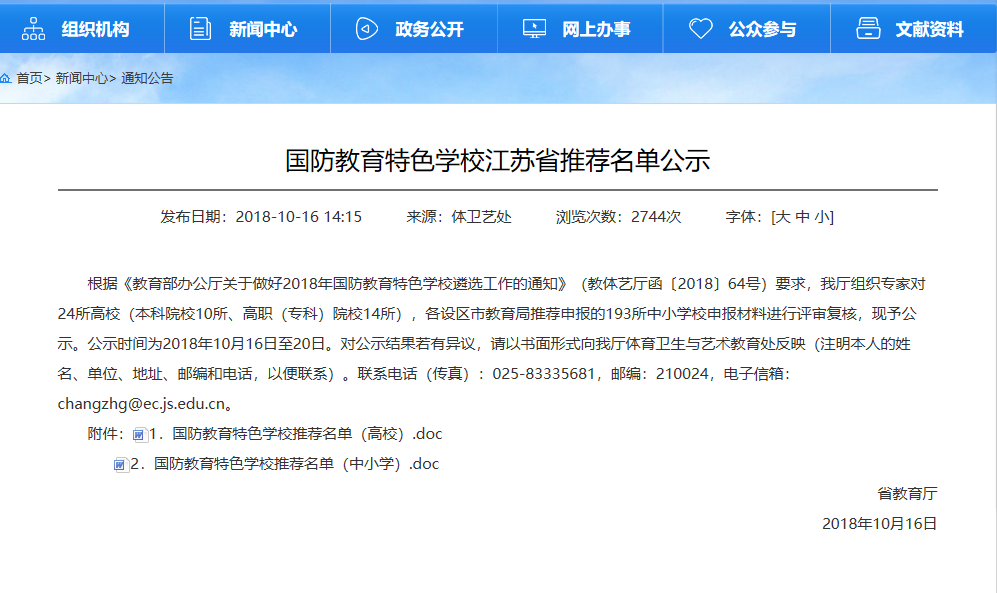 组织机构 新闻中心 政务公开 网上办事 公众参与 文献资料
首页> 新闻中心> 通知公告
国防教育特色学校江苏省推荐名单公示
发布日期：2018-10-16 14:15 来源：体卫艺处 浏览次数：2744次 字体：[大 中 小]
根据《教育部办公厅关于做好2018年国防教育特色学校遴选工作的通知》（教体艺厅函〔2018〕64号）要求，我厅组织专家对
24所高校（本科院校10所、高职（专科）院校14所），各设区市教育局推荐申报的193所中小学校申报材料进行评审复核，现予公
示。公示时间为2018年10月16日至20日。对公示结果若有异议，请以书面形式向我厅体育卫生与艺术教育处反映（注明本人的姓
名、单位、地址、邮编和电话，以便联系）。联系电话（传真）：025-83335681，邮编：210024，电子信箱：
changzhg@ec.js.edu.cn。
附件：1．国防教育特色学校推荐名单（高校）.doc
2．国防教育特色学校推荐名单（中小学）.doc
省教育厅
2018年10月16日